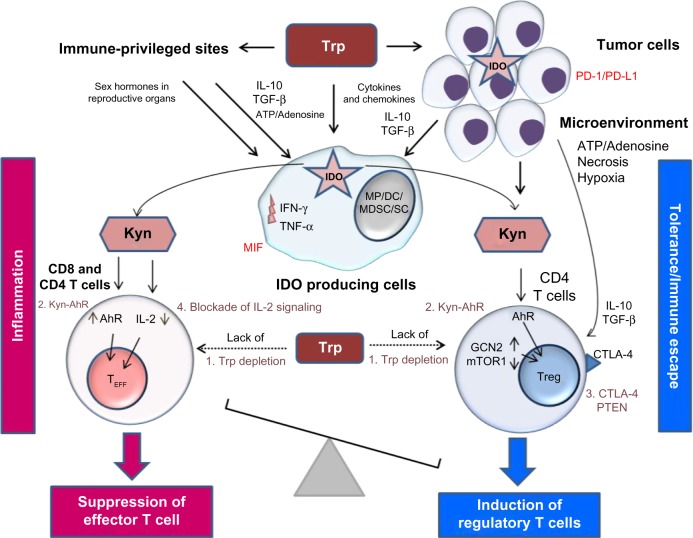 Immune-privileged sites
Trp
Tumor cells
IDO
PD-1/PD-L1
Sex hormones in
reproductive organs
IL-10
TGF-β
ATP/Adenosine
Cytokines
and chemokines
IL-10
TGF-β
Microenvironment
ATP/Adenosine
Necrosis
Hypoxia
IDO
IFN-γ
TNF-α
MP/DC/
MDSC/SC
MIF
IDO producing cells
Kyn
Kyn
Inflammation
Tolerance/Immune escape
CD8 and
CD4 T cells
2. Kyn-AhR
4. Blockade of IL-2 signaling
AhR
IL-2
TEFF
Lack of
1. Trp depletion
Trp
Lack of
1. Trp depletion
2. Kyn-AhR
CD4
T cells
AhR
GCN2
mTOR1
Treg
IL-10
TGF-β
CTLA-4
3. CTLA-4
PTEN
Suppression of
effector T cell
Induction of
regulatory T cells